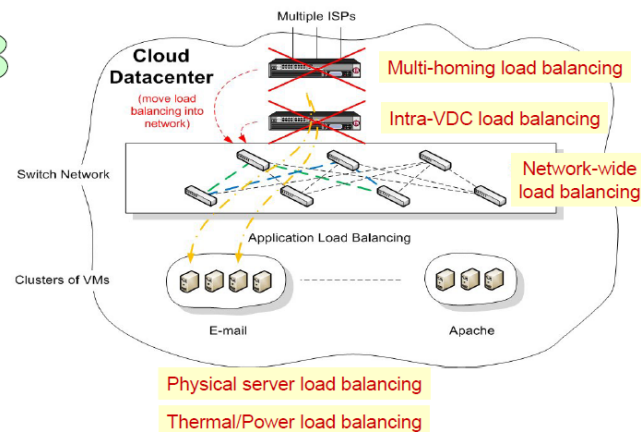 Multiple ISPs
Cloud
Datacenter
(move load
balancing into
network)
Multi-homing load balancing
Intra-VDC load balancing
Switch Network
Network-wide
load balancing
Application Load Balancing
Clusters of VMs
E-mail
Apache
Physical server load balancing
Thermal/Power load balancing